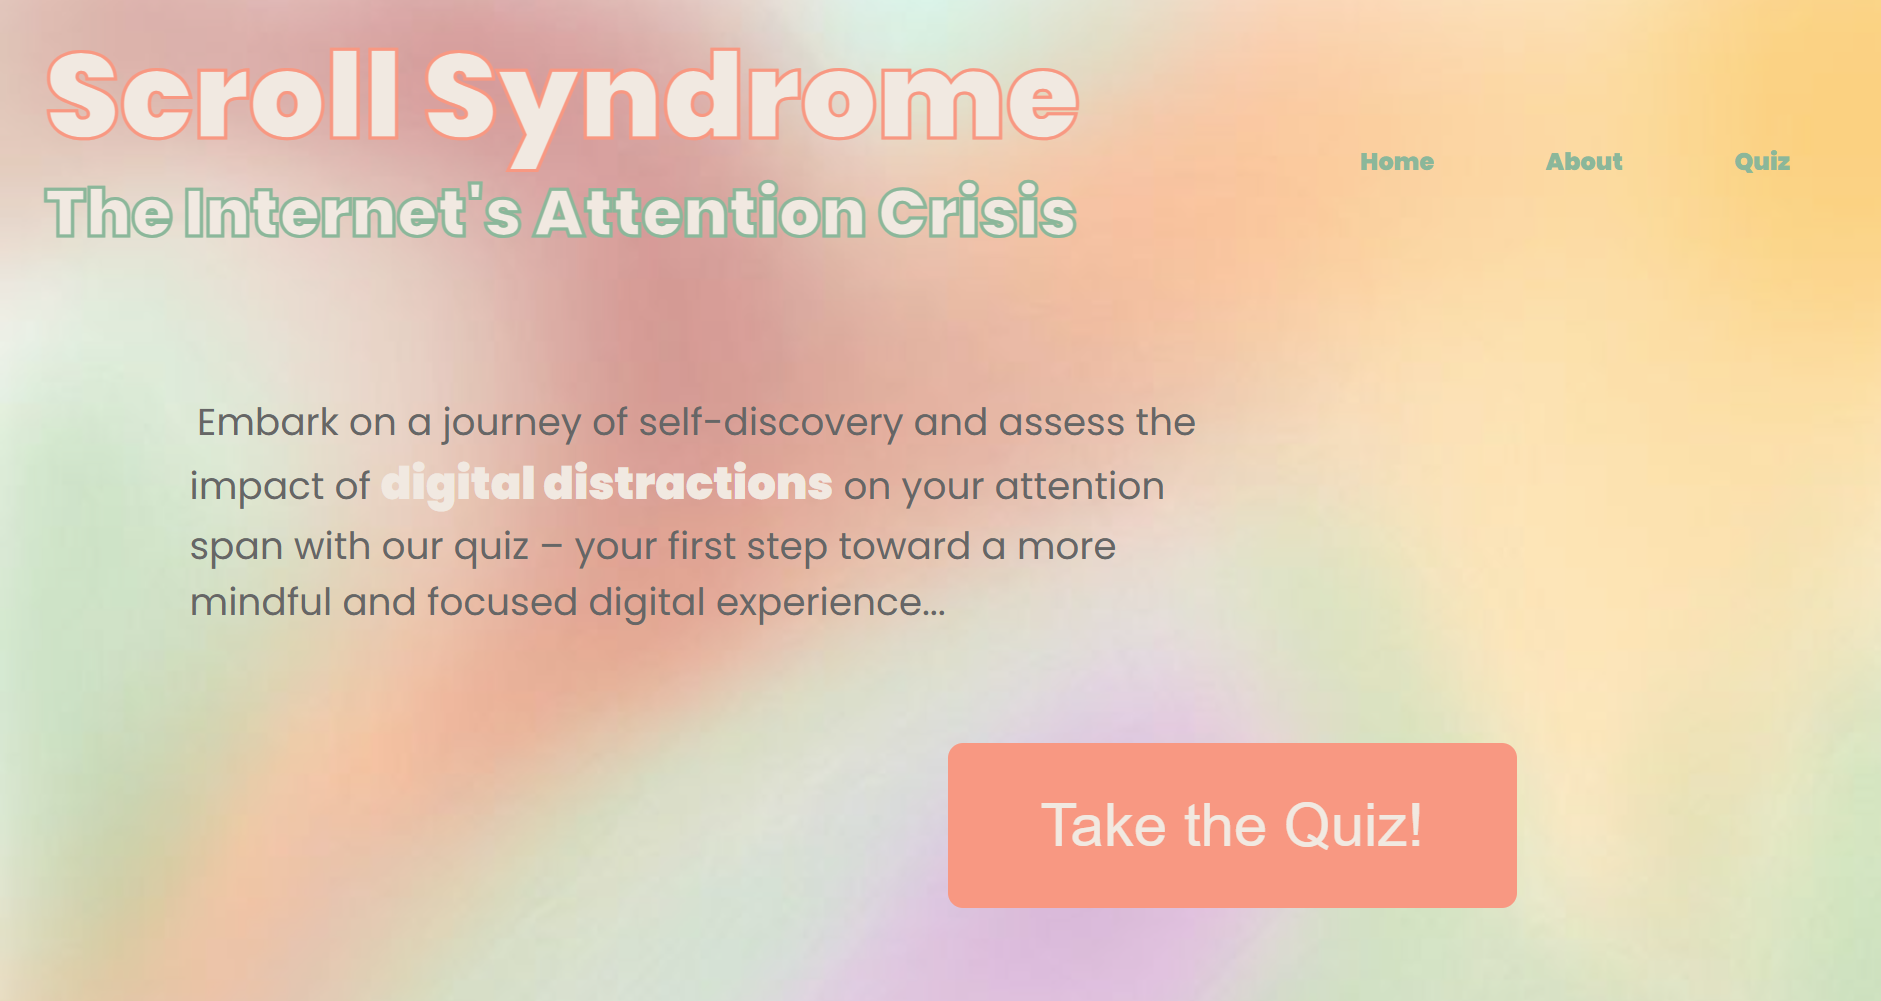 Scroll Syndrome
The Internet's Attention Crisis
Home About Quiz
Embark on a journey of self-discovery and assess the
impact of digital distractions on your attention
span with our quiz – your first step toward a more
mindful and focused digital experience...
Take the Quiz!